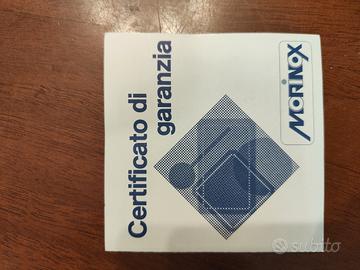 Certificato di
garanzia
MORINOX
subito